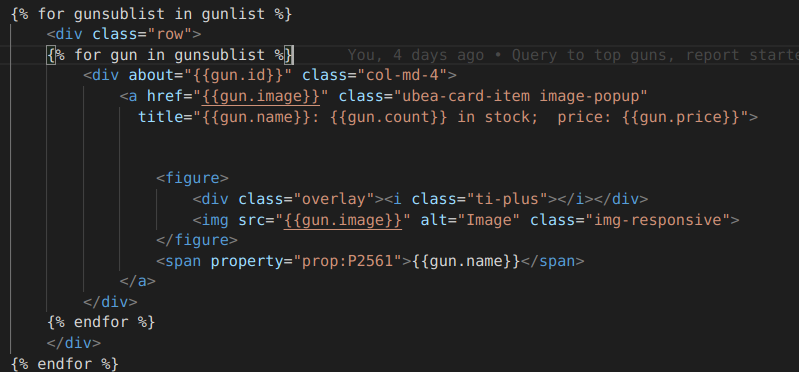 {% for gunsublist in gunlist %}
<div class="row">
{% for gun in gunsublist %} You, 4 days ago • Query to top guns, report starte
<div about="{{gun.id}}" class="col-md-4">
<a href="{{gun.image}}" class="ubea-card-item image-popup"
title="{{gun.name}}: {{gun.count}} in stock;  price: {{gun.price}}">
<figure>
<div class="overlay"><i class="ti-plus"></i></div>
<img src="{{gun.image}}" alt="Image" class="img-responsive">
</figure>
<span property="prop:P2561">{{gun.name}}</span>
</a>
</div>
{% endfor %}
</div>
{% endfor %}